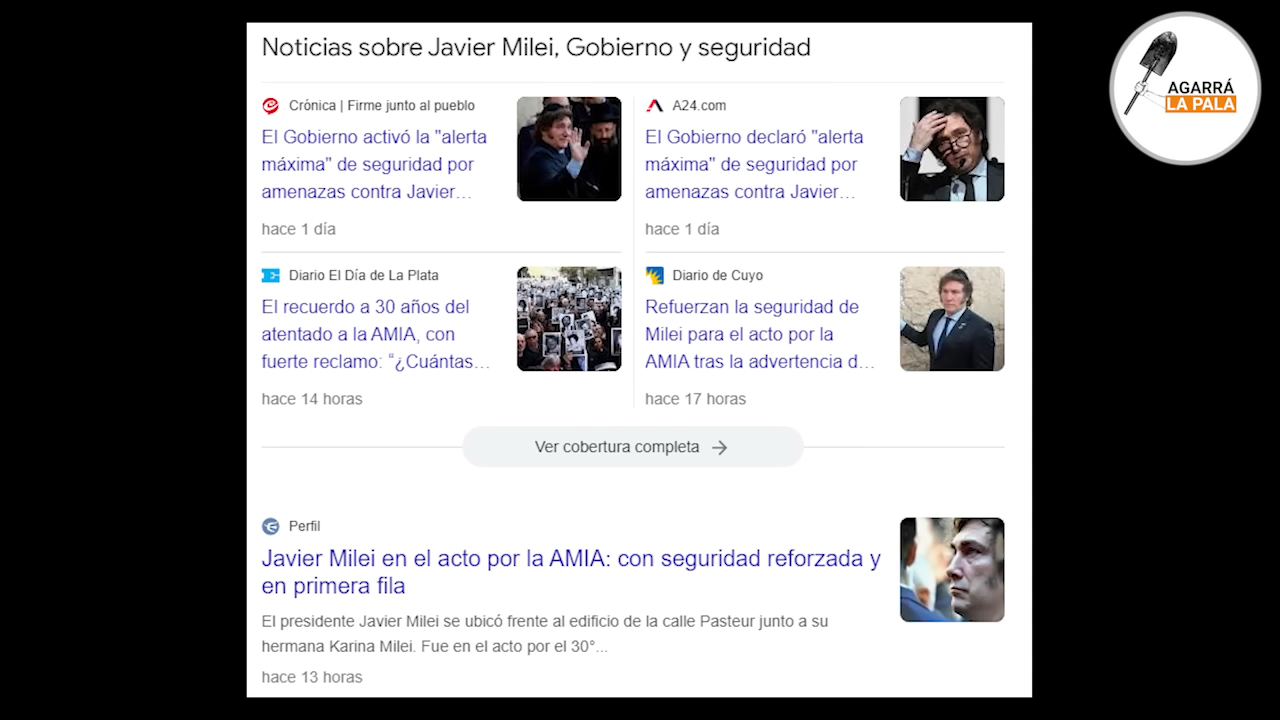 Noticias sobre Javier Milei, Gobierno y seguridad
Crónica | Firme junto al pueblo
El Gobierno activó la "alerta
máxima" de seguridad por
amenazas contra Javier…
hace 1 día
A24.com
El Gobierno declaró "alerta
máxima" de seguridad por
amenazas contra Javier…
hace 1 día
Diario El Día de La Plata
El recuerdo a 30 años del
atentado a la AMIA, con
fuerte reclamo: “¿Cuántas…
hace 14 horas
Diario de Cuyo
Refuerzan la seguridad de
Milei para el acto por la
AMIA tras la advertencia d…
hace 17 horas
Ver cobertura completa
Perfil
Javier Milei en el acto por la AMIA: con seguridad reforzada y
en primera fila
El presidente Javier Milei se ubicó frente al edificio de la calle Pasteur junto a su
hermana Karina Milei. Fue en el acto por el 30°...
hace 13 horas
AGARRÁ
LA PALA